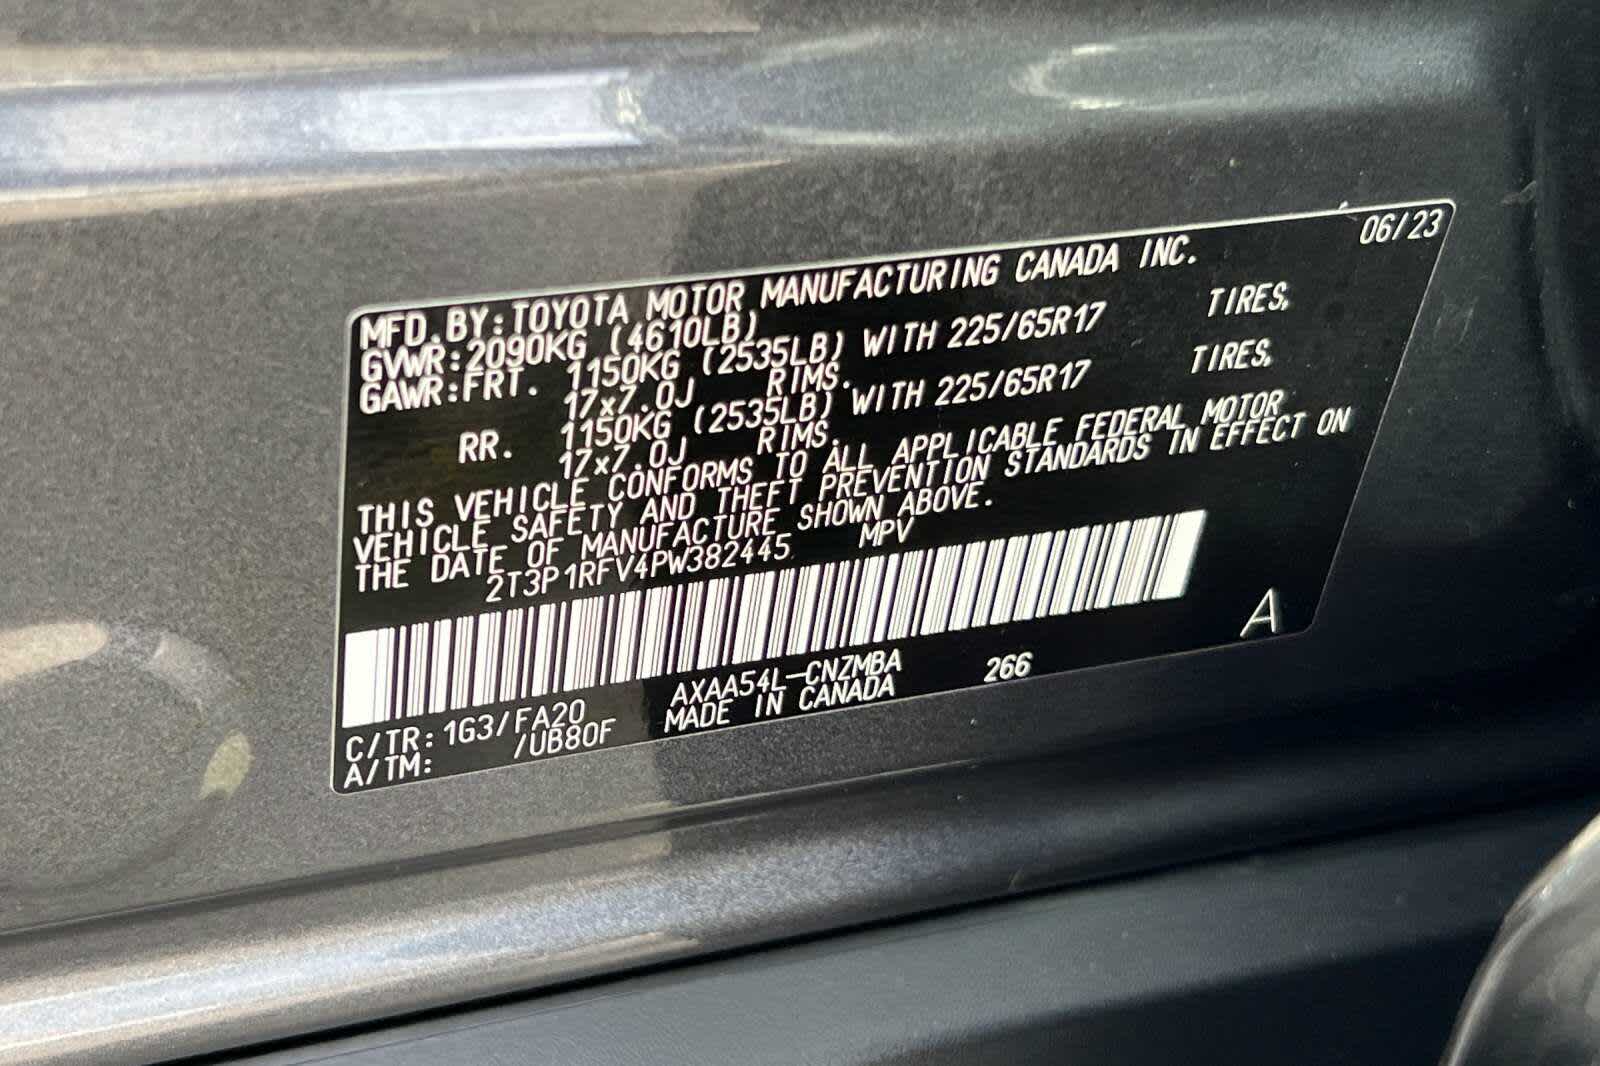 06/23
MFD.BY:TOYOTA MOTOR MANUFACTURING CANADA INC.
GVWR:2090KG (4610LB)
GAWR:FRT. 1150KG (2535LB) WITH 225/65R17 TIRES,
17x7.0J RIMS.
RR. 1150KG (2535LB) WITH 225/65R17 TIRES,
17x7.0J RIMS.
THIS VEHICLE CONFORMS TO ALL APPLICABLE FEDERAL MOTOR
VEHICLE SAFETY AND THEFT PREVENTION STANDARDS IN EFFECT ON
THE DATE OF MANUFACTURE SHOWN ABOVE.
2T3P1RFV4PW382445 MPV
A
C/TR: 1G3/FA20 AXAA54L-CNZMBA 266
A/TM: /UB80F MADE IN CANADA